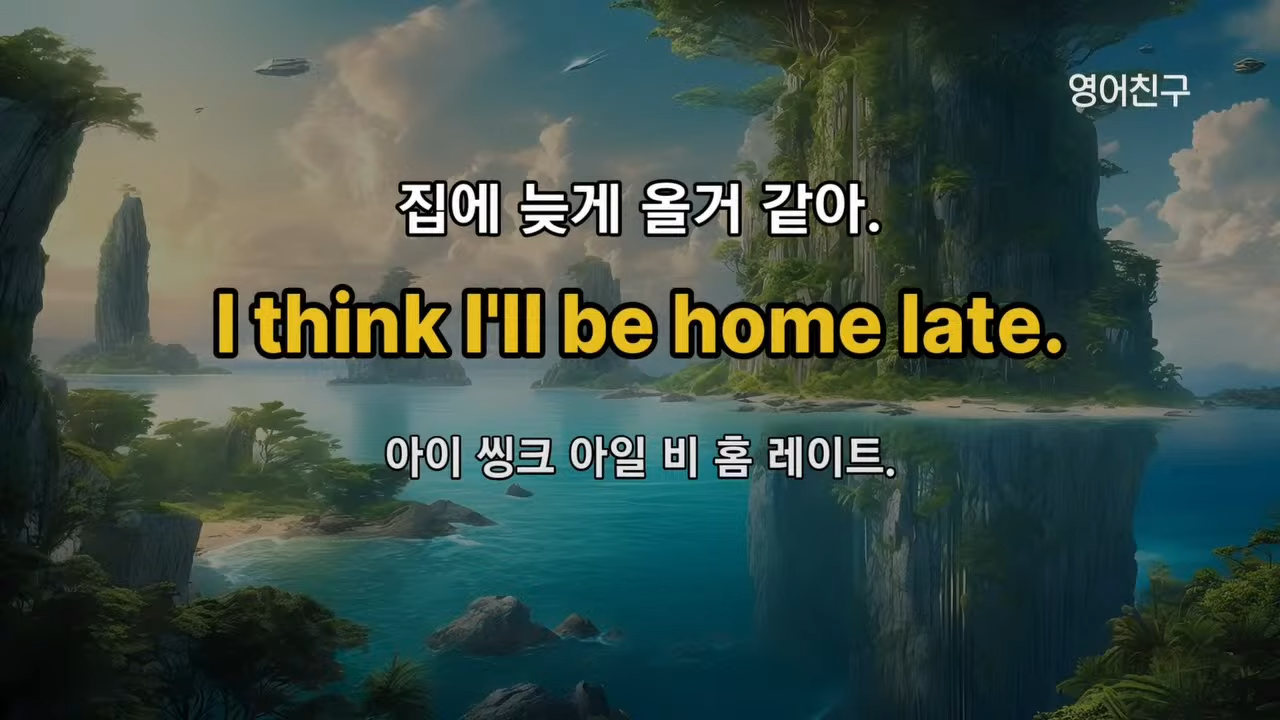 영어친구
집에 늦게 올거 같아.
I think I'll be home late.
아이 씽크 아일 비 홈 레이트.